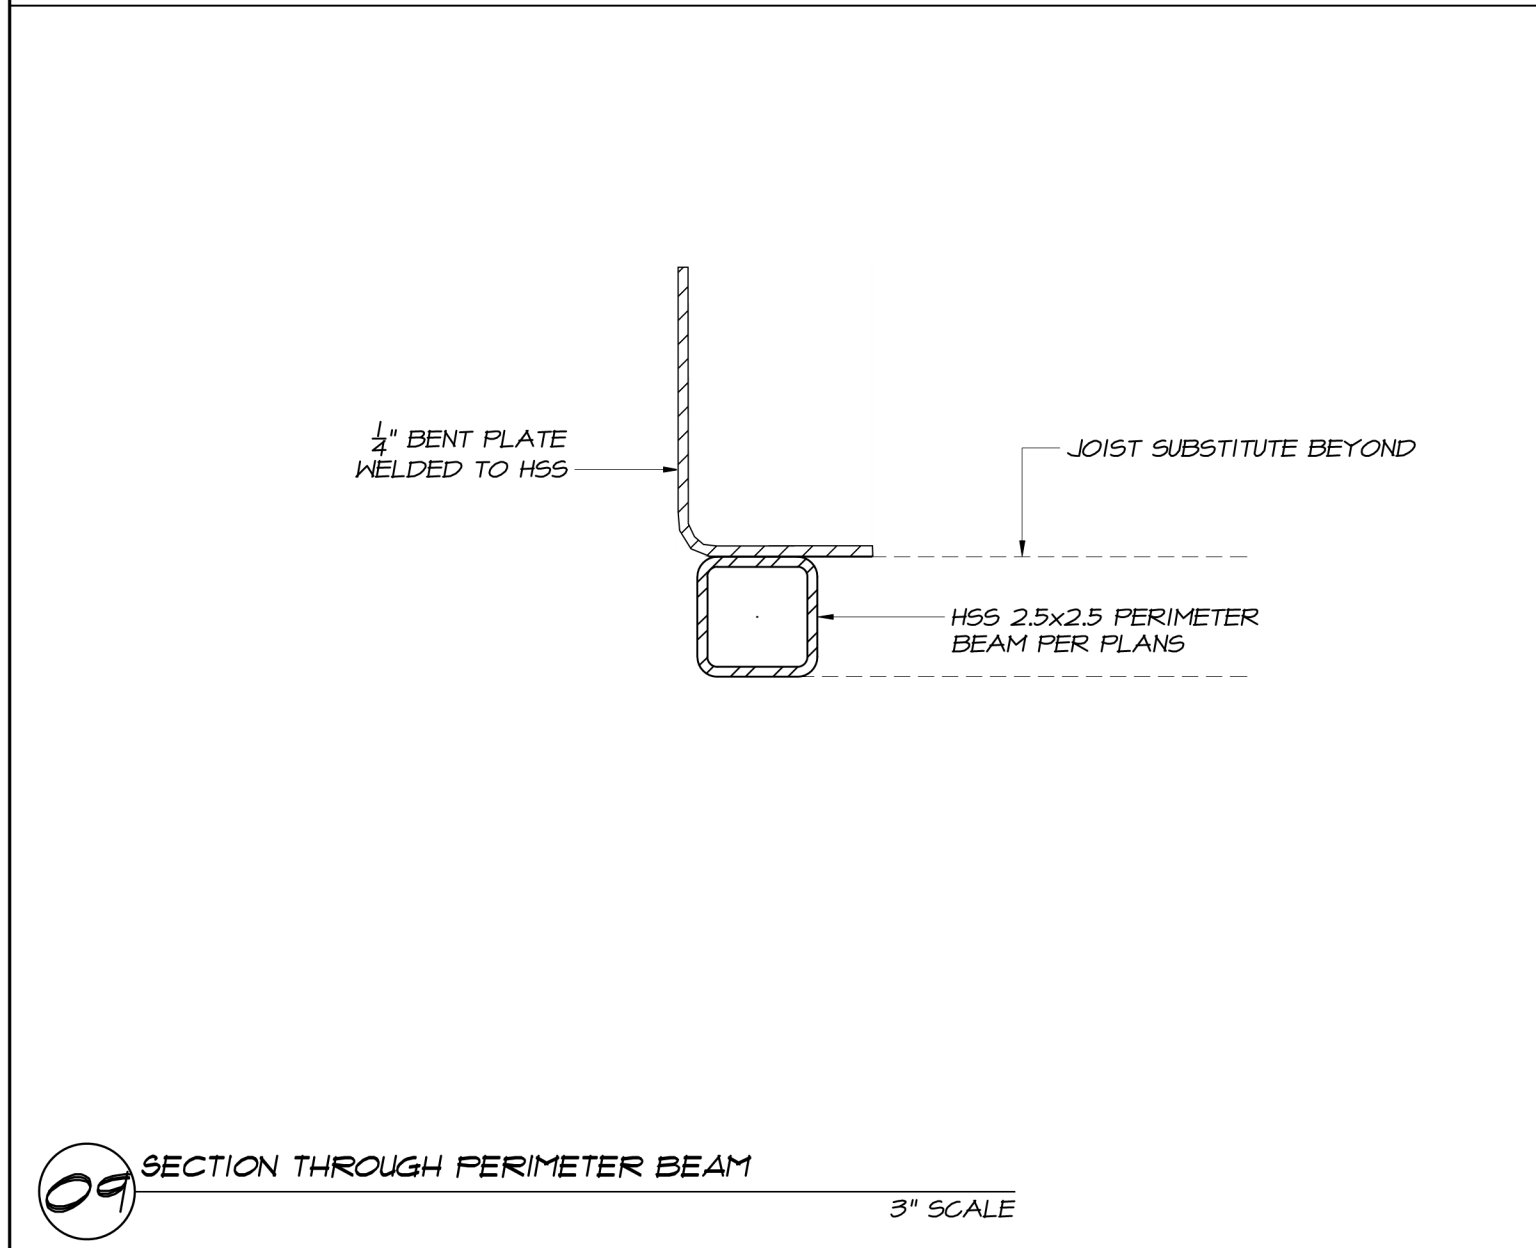 1/4" BENT PLATE
WELDED TO HSS
JOIST SUBSTITUTE BEYOND
HSS 2.5x2.5 PERIMETER
BEAM PER PLANS
09
SECTION THROUGH PERIMETER BEAM
3" SCALE